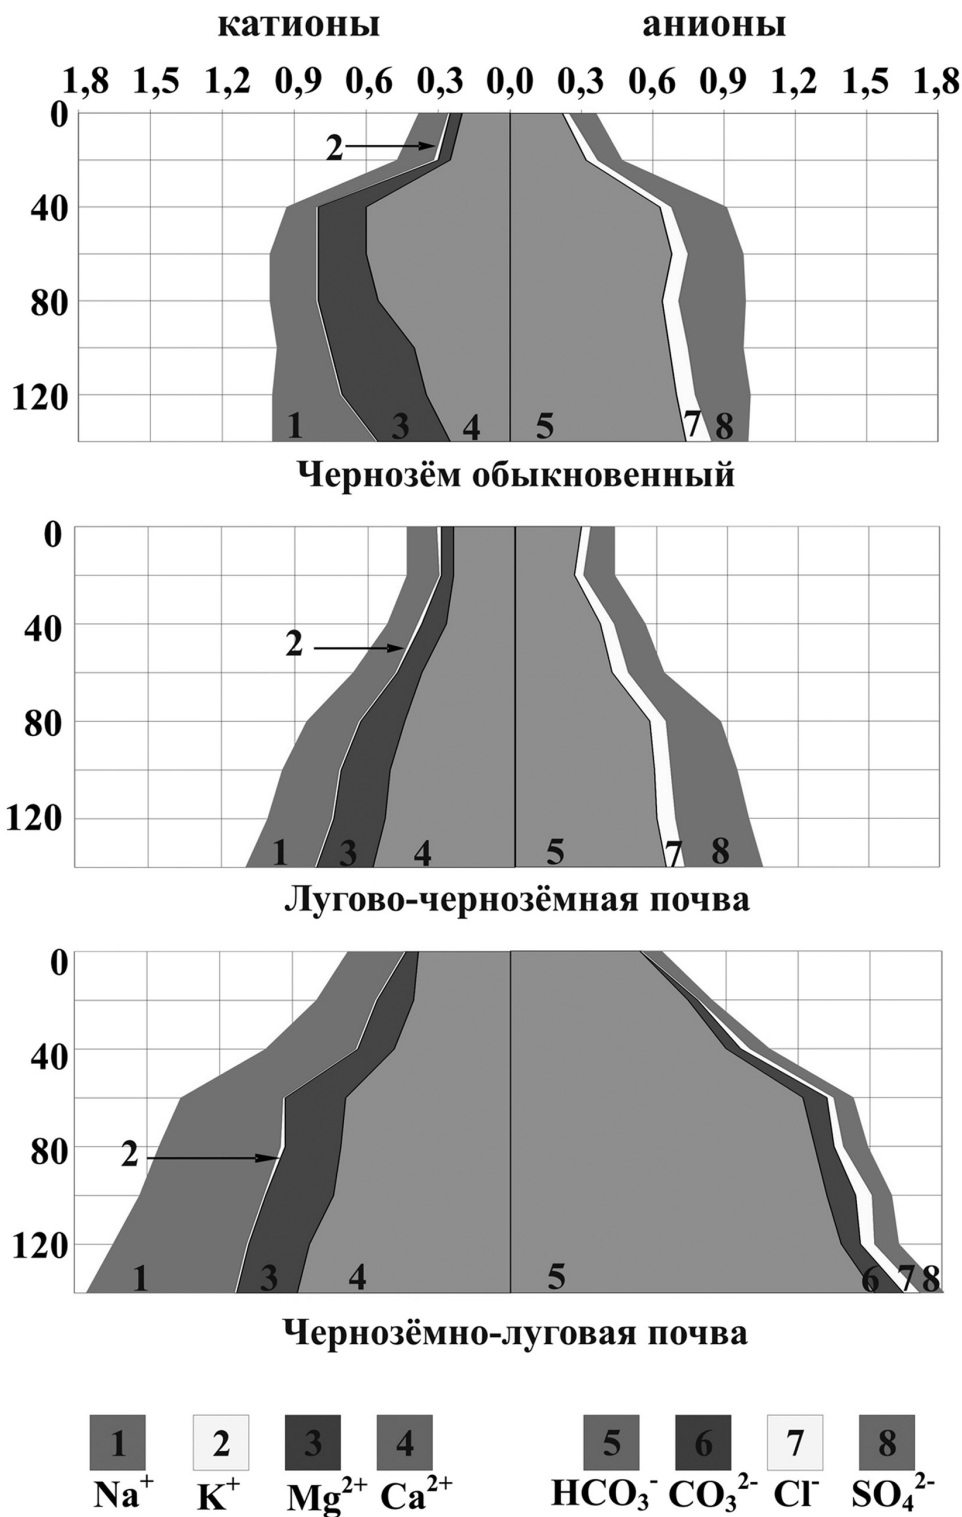 катионы анионы
1,8 1,5 1,2 0,9 0,6 0,3 0,0 0,3 0,6 0,9 1,2 1,5 1,8
0
2
40
80
120
1 3 4 5 7 8
Чернозём обыкновенный
0
40
2
80
120
1 3 4 5 7 8
Лугово-чернозёмная почва
0
40
80
2
120
1 3 4 5 6 7 8
Чернозёмно-луговая почва
1 2 3 4 5 6 7 8
Na⁺ K⁺ Mg²⁺ Ca²⁺ HCO₃⁻ CO₃²⁻ Cl⁻ SO₄²⁻